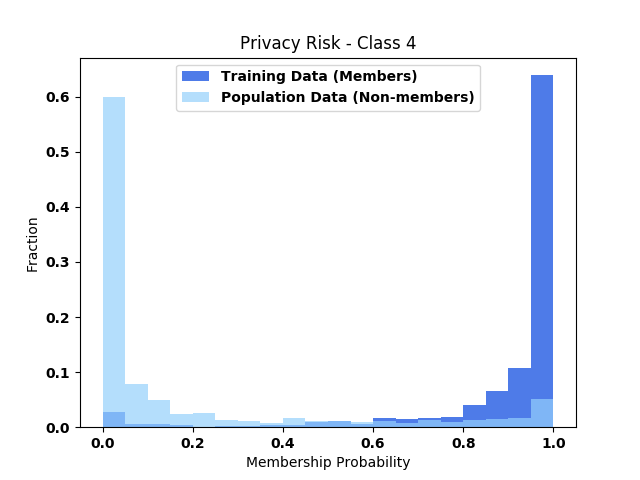 Privacy Risk - Class 4
Training Data (Members)
Population Data (Non-members)
Fraction
0.6
0.5
0.4
0.3
0.2
0.1
0.0
0.0 0.2 0.4 0.6 0.8 1.0
Membership Probability